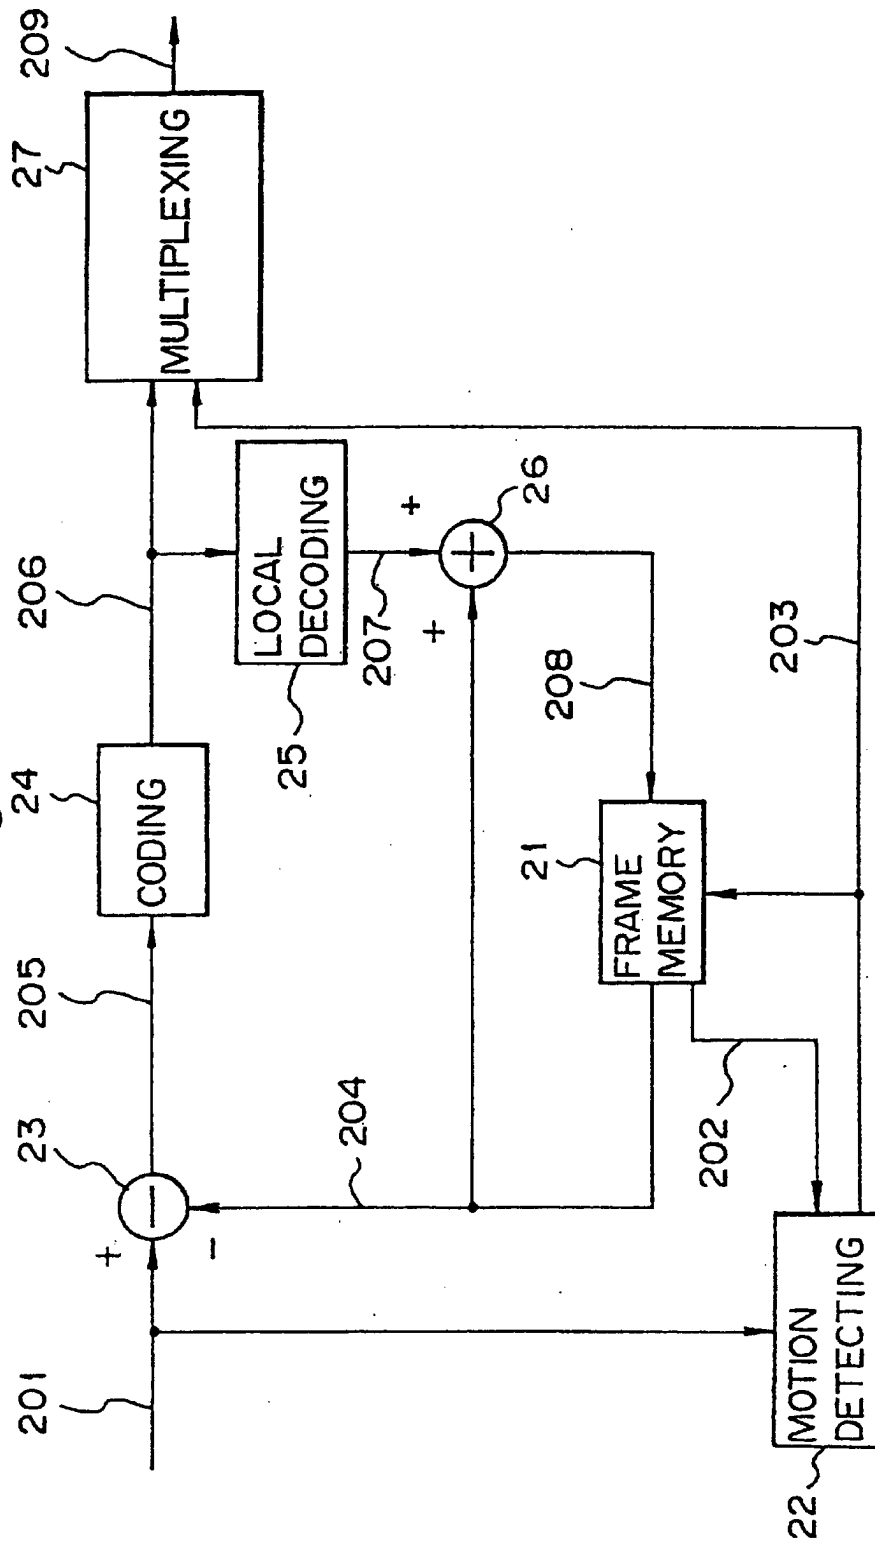 201
+
-
23
205
24
CODING
206
27
MULTIPLEXING
209
LOCAL
DECODING
25
207
+
+
26
204
208
21
FRAME
MEMORY
202
203
MOTION
DETECTING
22